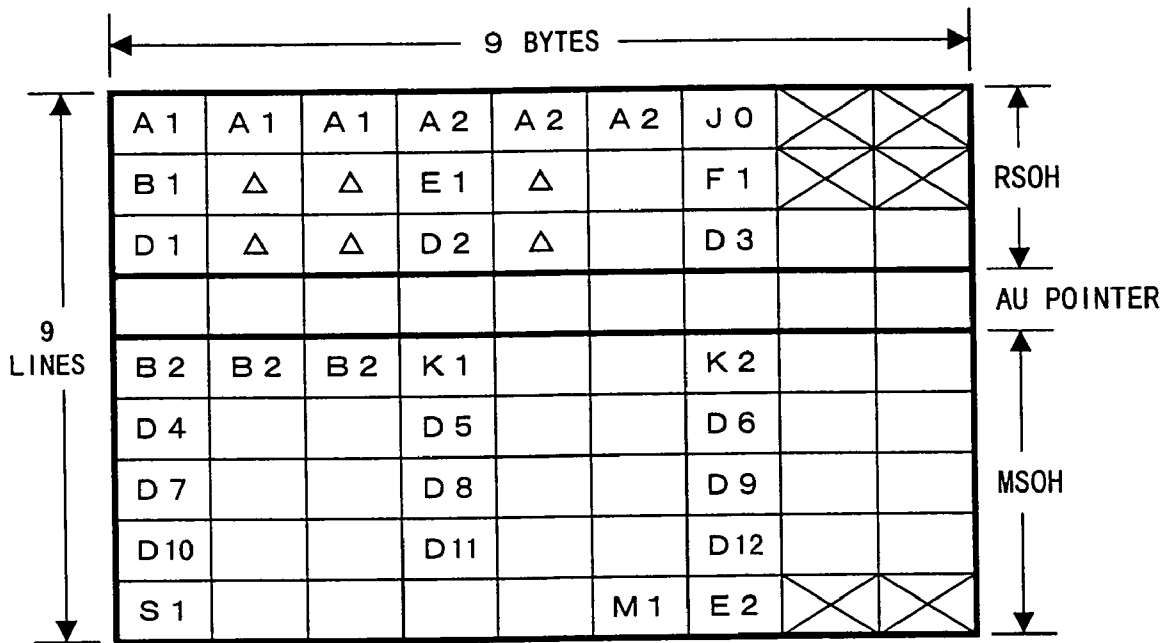 9 BYTES
A1 A1 A1 A2 A2 A2 J0
B1 △ △ E1 △ F1
RSOH
D1 △ △ D2 △ D3
AU POINTER
9
LINES
B2 B2 B2 K1 K2
D4 D5 D6
D7 D8 D9
MSOH
D10 D11 D12
S1 M1 E2